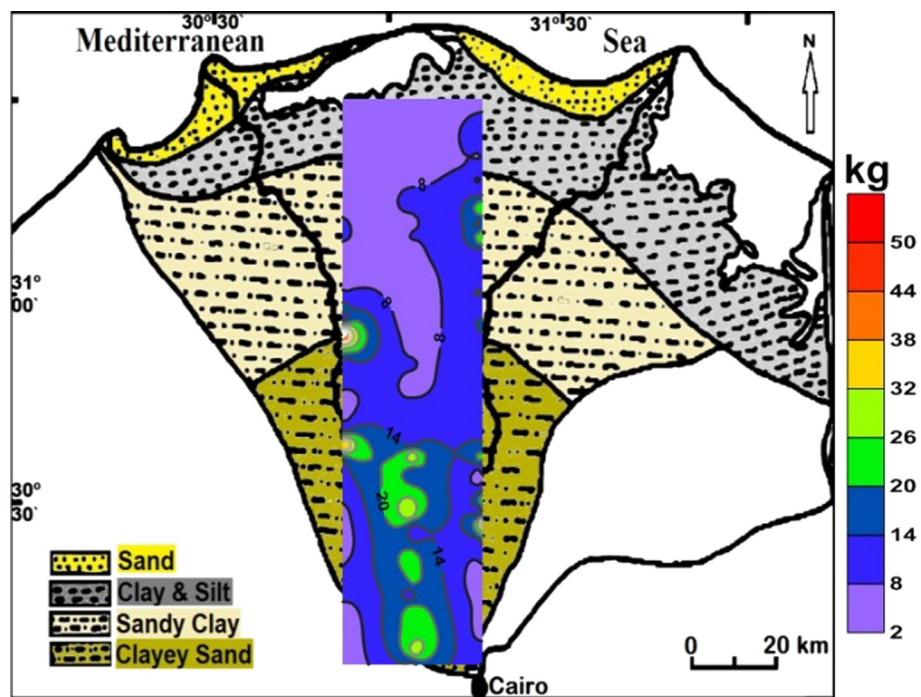 30° 30`
31° 30`
Mediterranean Sea
N
kg
50
44
38
32
26
20
14
8
2
8
8
8
14
20
14
31°
00`
30°
30`
Sand
Clay & Silt
Sandy Clay
Clayey Sand
0 20 km
Cairo